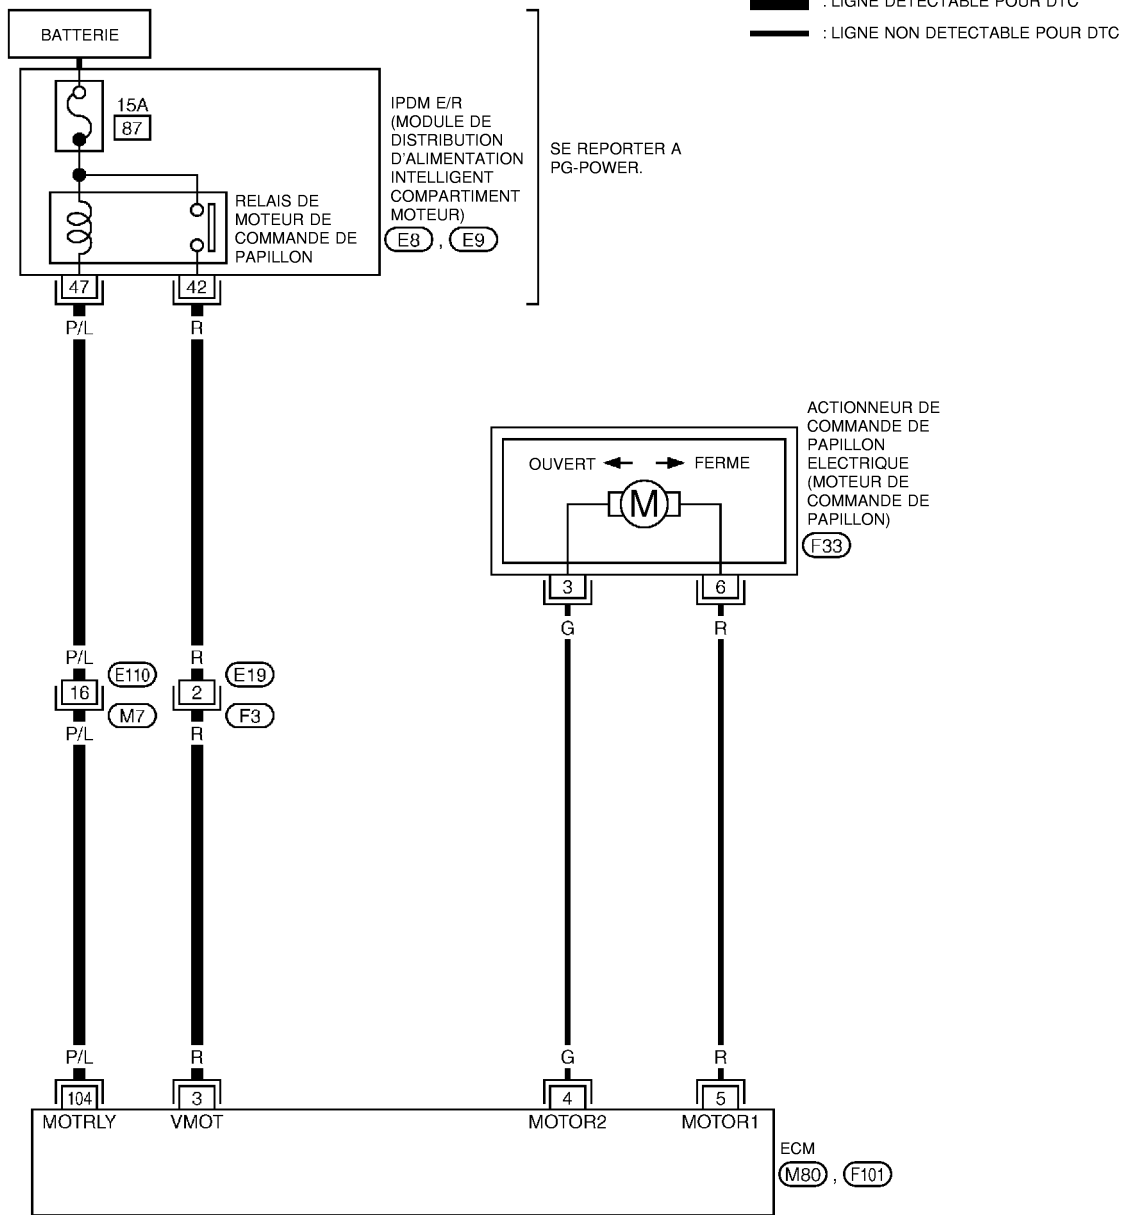 : LIGNE DETECTABLE POUR DTC
: LIGNE NON DETECTABLE POUR DTC
BATTERIE
15A
87
IPDM E/R
(MODULE DE
DISTRIBUTION
D'ALIMENTATION
INTELLIGENT
COMPARTIMENT
MOTEUR)
E8 , E9
SE REPORTER A
PG-POWER.
RELAIS DE
MOTEUR DE
COMMANDE DE
PAPILLON
47 42
P/L R
ACTIONNEUR DE
COMMANDE DE
PAPILLON
ELECTRIQUE
(MOTEUR DE
COMMANDE DE
PAPILLON)
F33
OUVERT FERME
M
3 6
G R
P/L R
16 E110 2 E19
M7 F3
P/L R
P/L R G R
104 3 4 5
MOTRLY VMOT MOTOR2 MOTOR1
ECM
M80 , F101